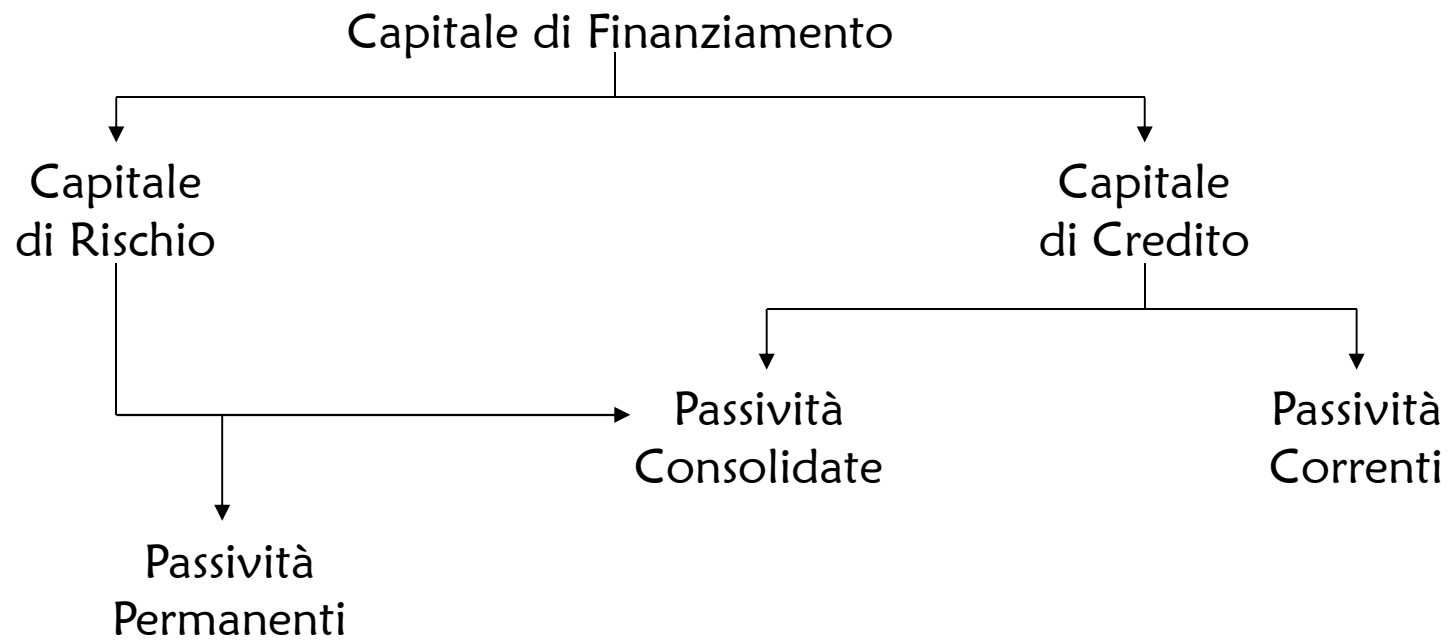 Capitale di Finanziamento
Capitale
di Rischio
Capitale
di Credito
Passività
Consolidate
Passività
Correnti
Passività
Permanenti